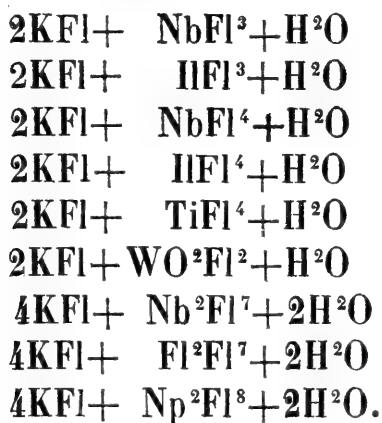 2KFl+ NbFl³+H²O
2KFl+ IlFl³+H²O
2KFl+ NbFl⁴+H²O
2KFl+ IlFl⁴+H²O
2KFl+ TiFl⁴+H²O
2KFl+WO²Fl²+H²O
4KFl+ Nb²Fl⁷+2H²O
4KFl+ Fl²Fl⁷+2H²O
4KFl+ Np²Fl⁸+2H²O.